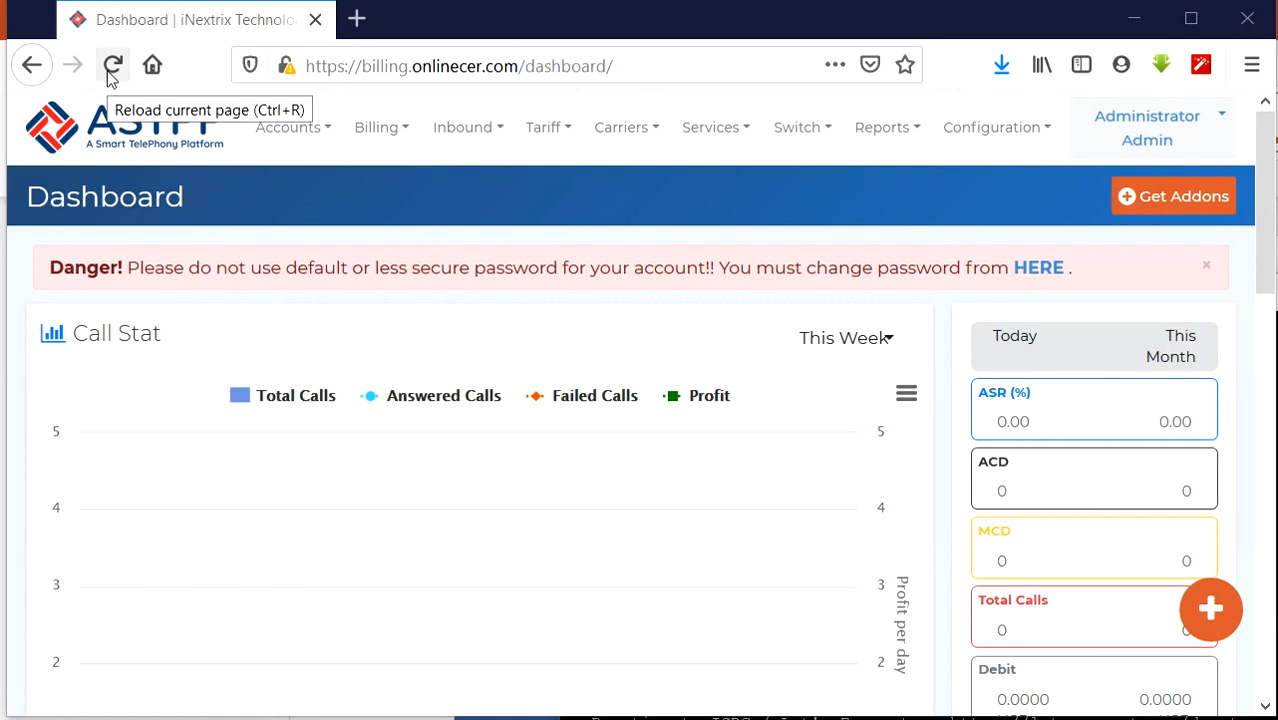 Dashboard | iNextrix Technolo
https://billing.onlinecer.com/dashboard/
Reload current page (Ctrl+R)
A Smart TelePhony Platform
Accounts
Billing
Inbound
Tariff
Carriers
Services
Switch
Reports
Configuration
Administrator
Admin
Dashboard
Get Addons
Danger! Please do not use default or less secure password for your account!! You must change password from HERE .
×
Call Stat
This Week
Total Calls
Answered Calls
Failed Calls
Profit
5
4
3
2
5
4
3
2
Profit per day
Today
This
Month
ASR (%)
0.00 0.00
ACD
0 0
MCD
0 0
Total Calls
0 0
Debit
0.0000 0.0000